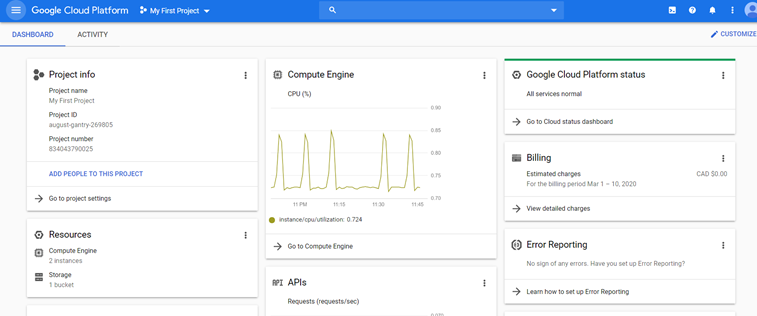 Google Cloud Platform
My First Project
DASHBOARD
ACTIVITY
CUSTOMIZE
Project info
Project name
My First Project
Project ID
august-gantry-269805
Project number
834043790025
ADD PEOPLE TO THIS PROJECT
Go to project settings
Resources
Compute Engine
2 instances
Storage
1 bucket
Compute Engine
CPU (%)
0.90
0.85
0.80
0.75
0.70
11 PM
11:15
11:30
11:45
instance/cpu/utilization: 0.724
Go to Compute Engine
API APIs
Requests (requests/sec)
Google Cloud Platform status
All services normal
Go to Cloud status dashboard
Billing
Estimated charges
CAD $0.00
For the billing period Mar 1 – 10, 2020
View detailed charges
Error Reporting
No sign of any errors. Have you set up Error Reporting?
Learn how to set up Error Reporting